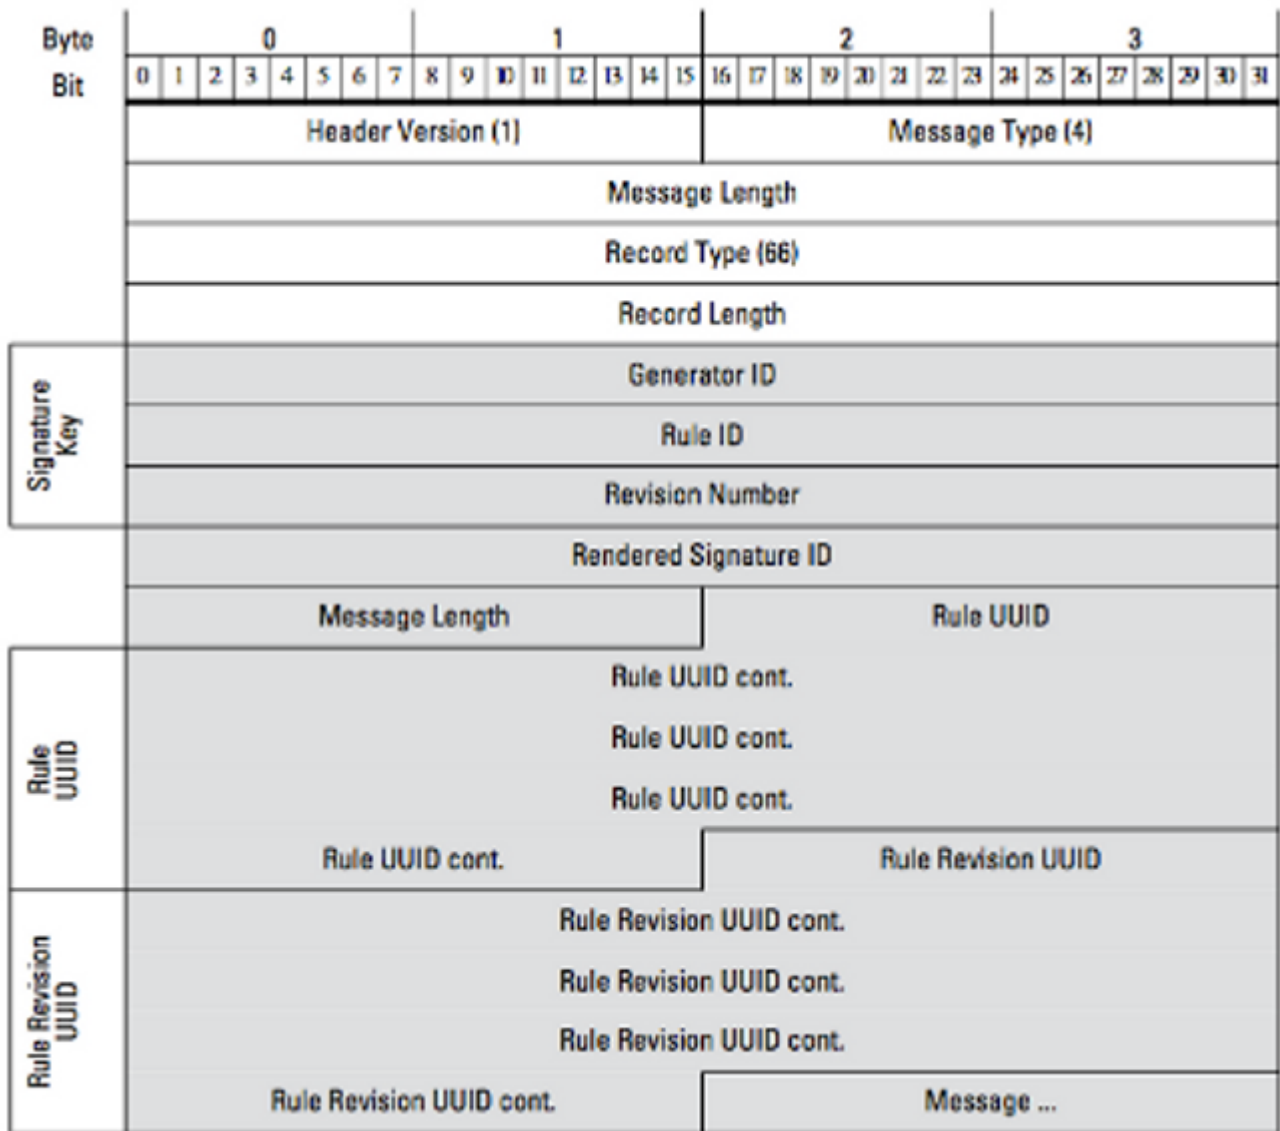 Byte 0 1 2 3
Bit 0 1 2 3 4 5 6 7 8 9 10 11 12 13 14 15 16 17 18 19 20 21 22 23 24 25 26 27 28 29 30 31
Header Version (1) Message Type (4)
Message Length
Record Type (66)
Record Length
Signature
Key
Generator ID
Rule ID
Revision Number
Rendered Signature ID
Message Length Rule UUID
Rule
UUID
Rule UUID cont.
Rule UUID cont.
Rule UUID cont.
Rule UUID cont. Rule Revision UUID
Rule Revision
UUID
Rule Revision UUID cont.
Rule Revision UUID cont.
Rule Revision UUID cont.
Rule Revision UUID cont. Message ...